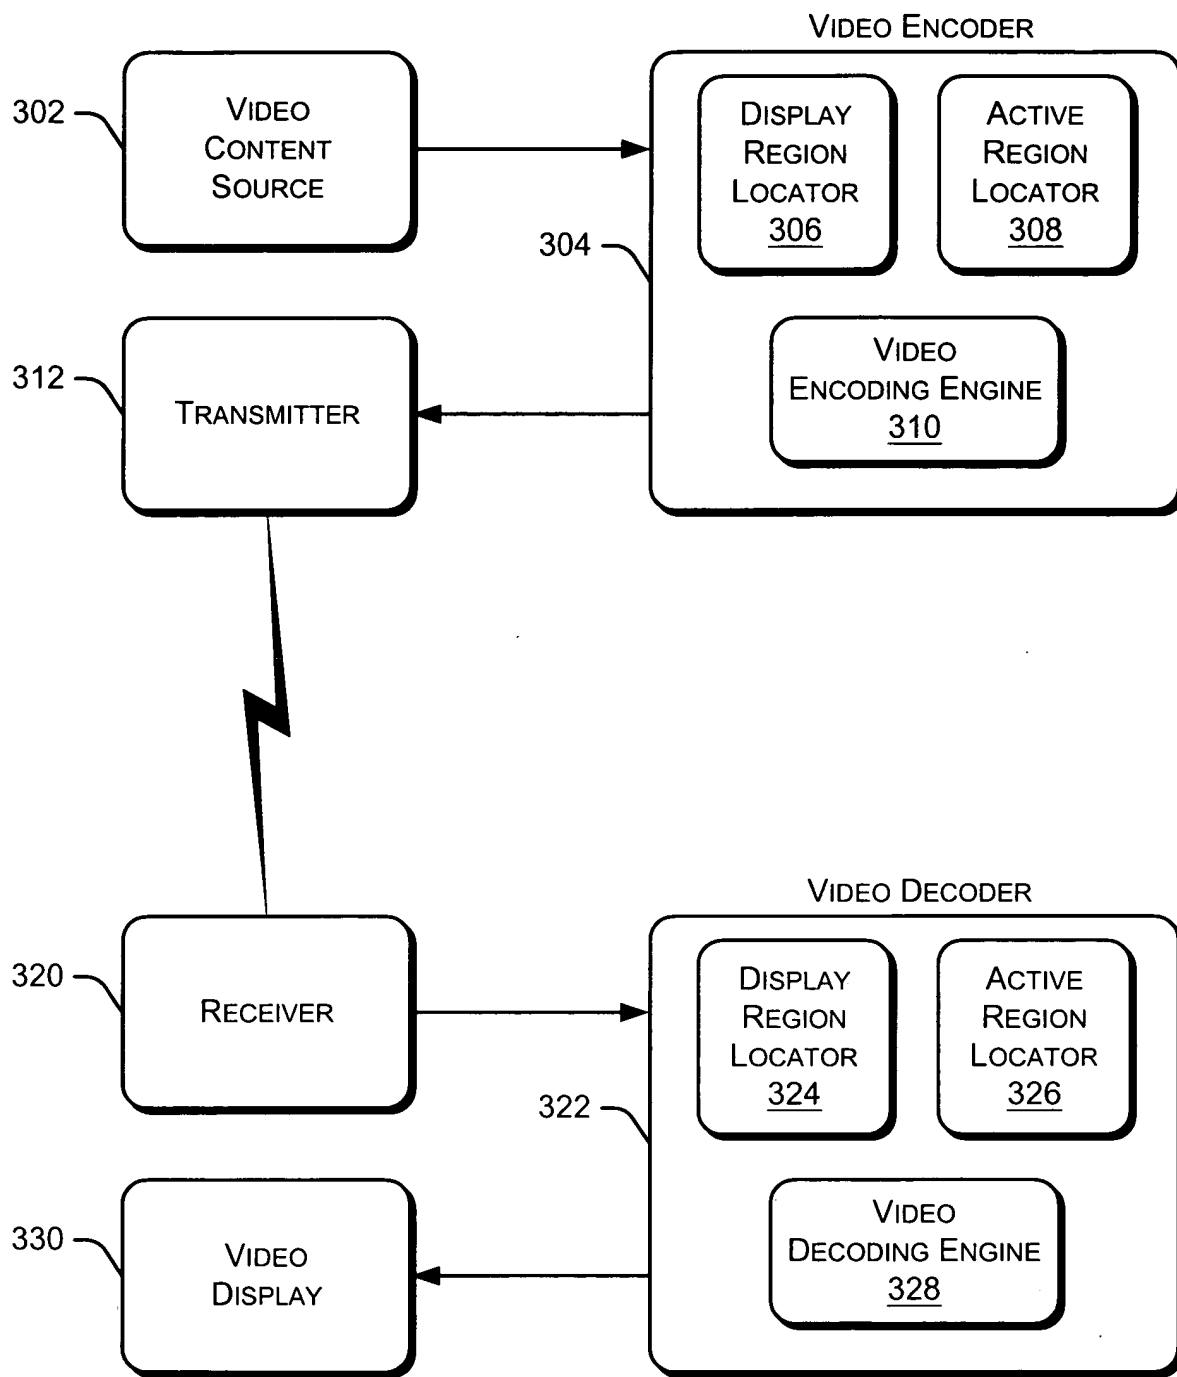 VIDEO ENCODER
302
VIDEO
CONTENT
SOURCE
DISPLAY
REGION
LOCATOR
306
ACTIVE
REGION
LOCATOR
308
304
VIDEO
ENCODING ENGINE
310
312
TRANSMITTER
VIDEO DECODER
320
RECEIVER
DISPLAY
REGION
LOCATOR
324
ACTIVE
REGION
LOCATOR
326
322
VIDEO
DECODING ENGINE
328
330
VIDEO
DISPLAY